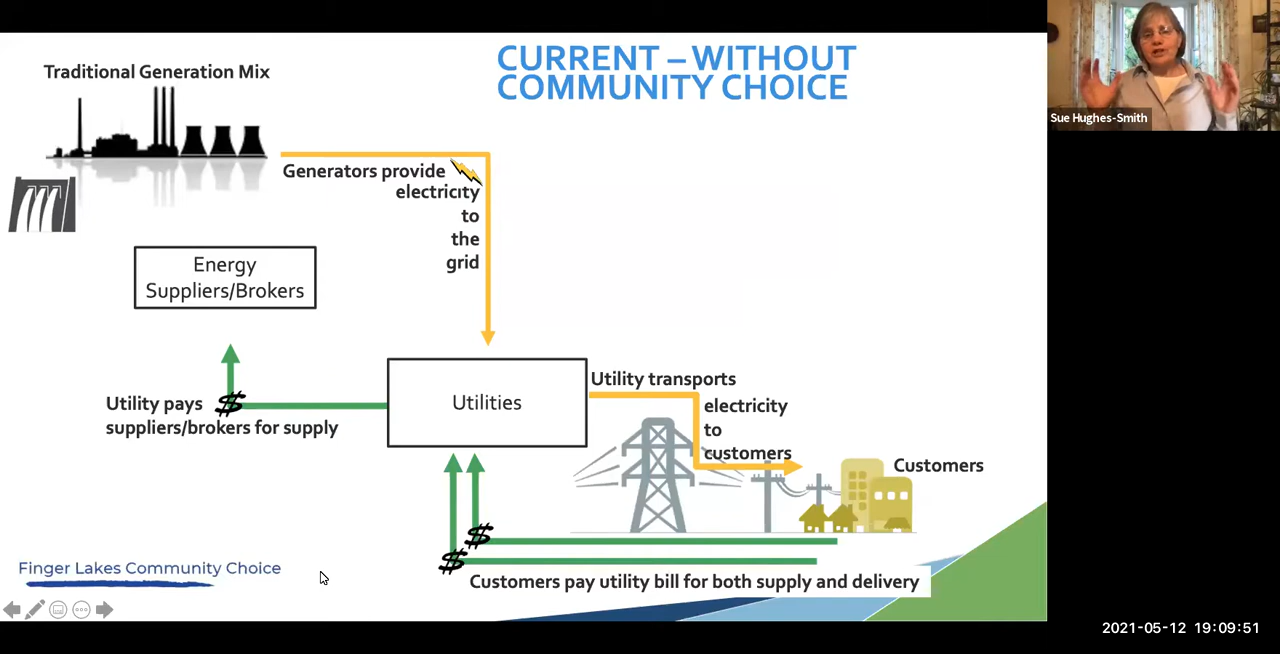 CURRENT – WITHOUT
COMMUNITY CHOICE
Traditional Generation Mix
Sue Hughes-Smith
Generators provide
electricity
to
the
grid
Energy
Suppliers/Brokers
Utility transports
electricity
to
customers
Utilities
Utility pays $
suppliers/brokers for supply
Customers
$
$
Customers pay utility bill for both supply and delivery
Finger Lakes Community Choice
2021-05-12 19:09:51